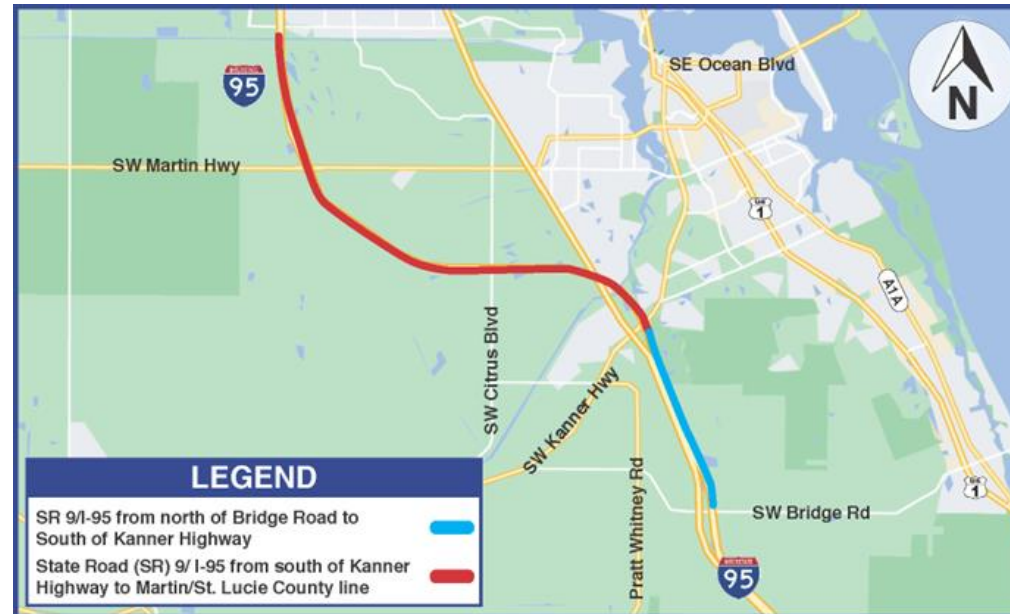 SE Ocean Blvd
N
95
SW Martin Hwy
1
A1A
SW Citrus Blvd
SW Kanner Hwy
Pratt Whitney Rd
1
SW Bridge Rd
95
LEGEND
SR 9/I-95 from north of Bridge Road to
South of Kanner Highway
State Road (SR) 9/ I-95 from south of Kanner
Highway to Martin/St. Lucie County line